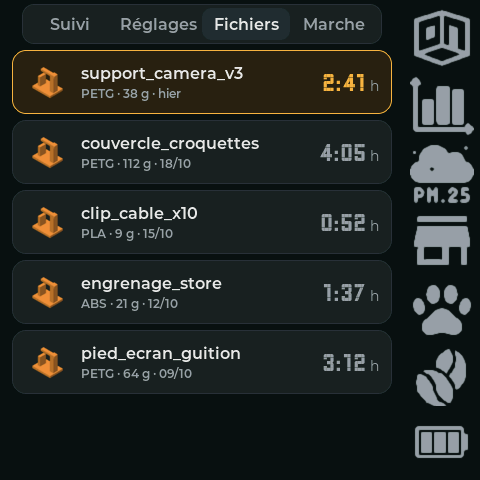 Suivi Réglages Fichiers Marche
support_camera_v3
2:41 h
PETG · 38 g · hier
couvercle_croquettes
4:05 h
PETG · 112 g · 18/10
clip_cable_x10
0:52 h
PLA · 9 g · 15/10
engrenage_store
1:37 h
ABS · 21 g · 12/10
pied_ecran_guition
3:12 h
PETG · 64 g · 09/10
PM.25